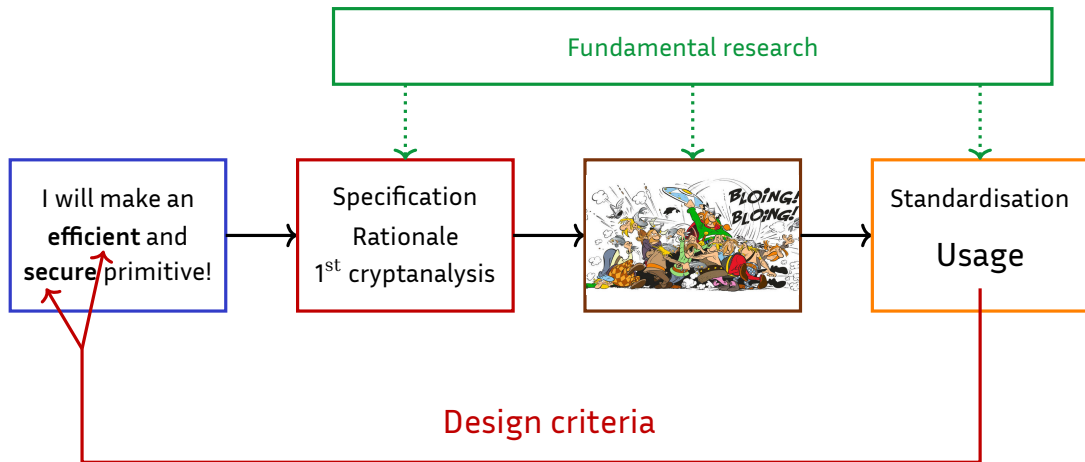 Fundamental research
I will make an
efficient and
secure primitive!
Specification
Rationale
1st cryptanalysis
BLOING!
BLOING!
Standardisation
Usage
Design criteria